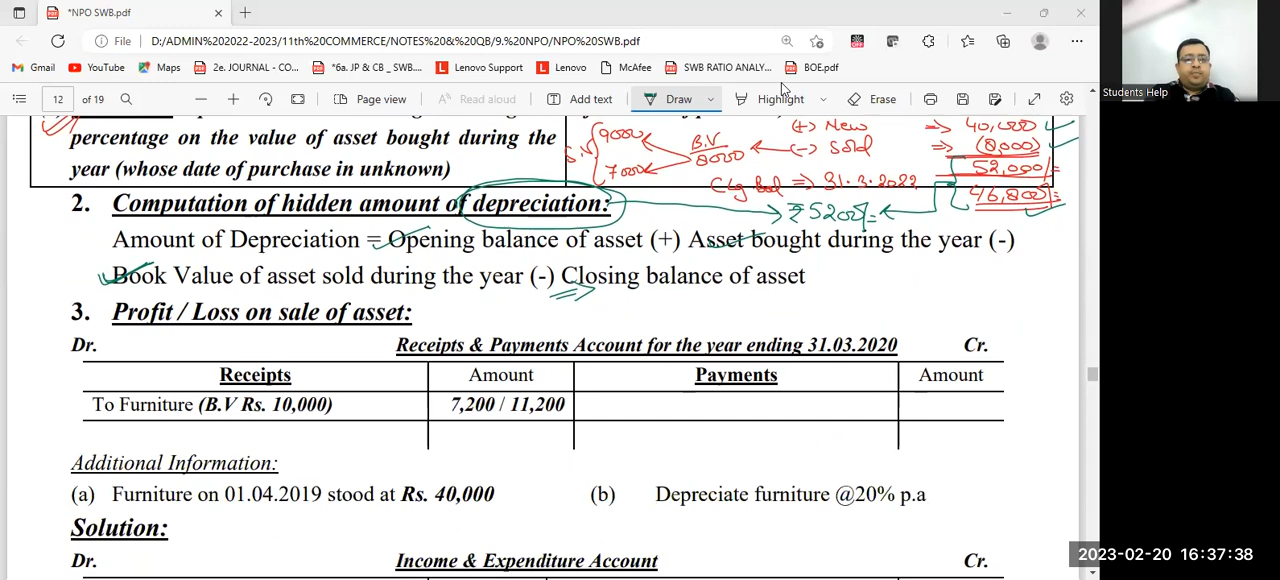 *NPO SWB.pdf
File D:/ADMIN%202022-2023/11th%20COMMERCE/NOTES%20&%20QB/9.%20NPO/NPO%20SWB.pdf
Gmail YouTube Maps 2e. JOURNAL - CO... *6a. JP & CB _ SWB.... Lenovo Support Lenovo McAfee SWB RATIO ANALY... BOE.pdf
12 of 19 Page view Read aloud Add text Draw Highlight Erase
Students Help
percentage on the value of asset bought during the
year (whose date of purchase in unknown)
S.V 9000 7000 B.V 8000
(+) New ⇒ 40,000
(-) Sold ⇒ (8,000)
52,000/=
Clg Bal ⇒ 31.3.2022 46,800/=
2. Computation of hidden amount of depreciation: ₹5200/=
Amount of Depreciation = Opening balance of asset (+) Asset bought during the year (-)
Book Value of asset sold during the year (-) Closing balance of asset
3. Profit / Loss on sale of asset:
Dr. Receipts & Payments Account for the year ending 31.03.2020 Cr.
Receipts Amount Payments Amount
To Furniture (B.V Rs. 10,000) 7,200 / 11,200
Additional Information:
(a) Furniture on 01.04.2019 stood at Rs. 40,000 (b) Depreciate furniture @20% p.a
Solution:
Dr. Income & Expenditure Account Cr.
2023-02-20 16:37:38